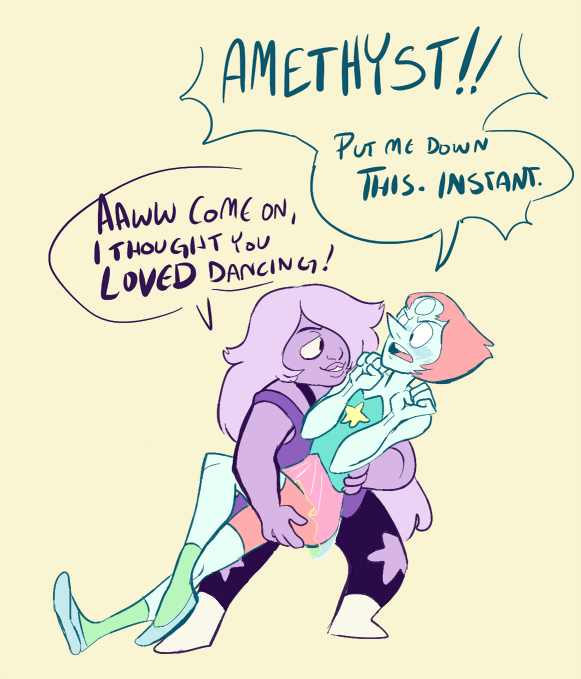 AMETHYST!!
PUT ME DOWN
THIS. INSTANT.
AAWW COME ON,
I THOUGHT YOU
LOVED DANCING!